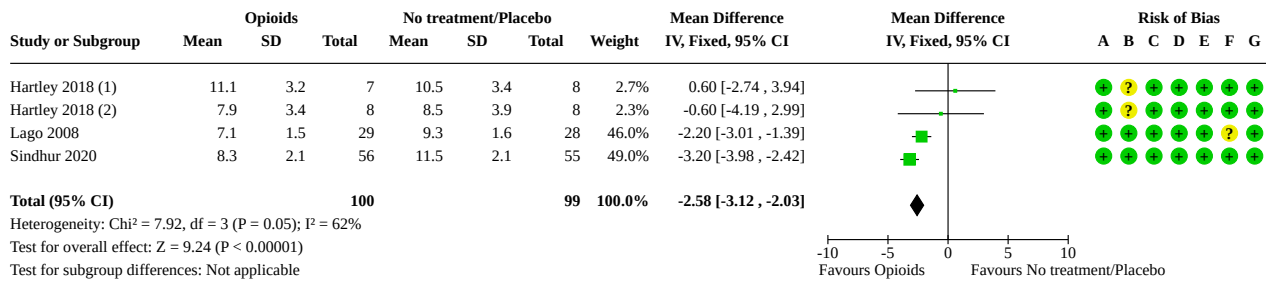 Opioids No treatment/Placebo Mean Difference Mean Difference Risk of Bias
Study or Subgroup Mean SD Total Mean SD Total Weight IV, Fixed, 95% CI IV, Fixed, 95% CI A B C D E F G
Hartley 2018 (1) 11.1 3.2 7 10.5 3.4 8 2.7% 0.60 [-2.74 , 3.94] + ? + + + + +
Hartley 2018 (2) 7.9 3.4 8 8.5 3.9 8 2.3% -0.60 [-4.19 , 2.99] + ? + + + + +
Lago 2008 7.1 1.5 29 9.3 1.6 28 46.0% -2.20 [-3.01 , -1.39] + + + + + ? +
Sindhur 2020 8.3 2.1 56 11.5 2.1 55 49.0% -3.20 [-3.98 , -2.42] + + + + + + +
Total (95% CI) 100 99 100.0% -2.58 [-3.12 , -2.03]
Heterogeneity: Chi² = 7.92, df = 3 (P = 0.05); I² = 62%
Test for overall effect: Z = 9.24 (P < 0.00001)
Test for subgroup differences: Not applicable
-10 -5 0 5 10
Favours Opioids Favours No treatment/Placebo